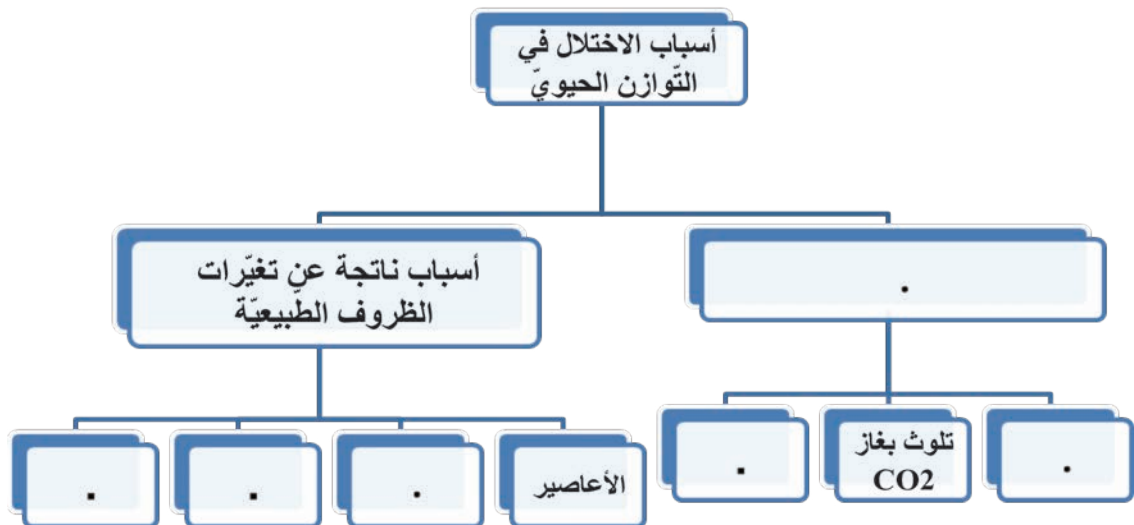 أسباب الاختلال في
التّوازن الحيويّ
.
أسباب ناتجة عن تغيّرات
الظروف الطّبيعيّة
.
تلوث بغاز
CO2
.
الأعاصير
.
.
.